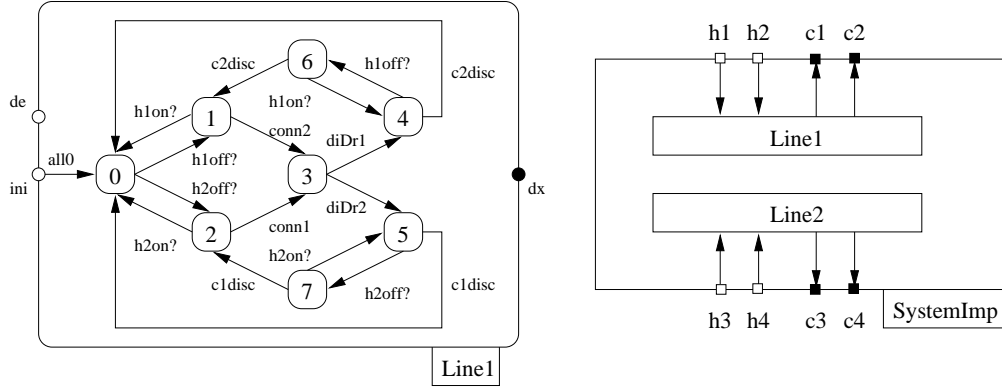 h1 h2 c1 c2
6
c2disc
h1off?
c2disc
de
h1on?
1
h1on?
4
conn2
diDr1
Line1
all0
h1off?
ini
0
3
dx
h2off?
diDr2
2
conn1
5
Line2
h2on?
h2on?
c1disc
7
h2off?
c1disc
SystemImp
h3 h4 c3 c4
Line1